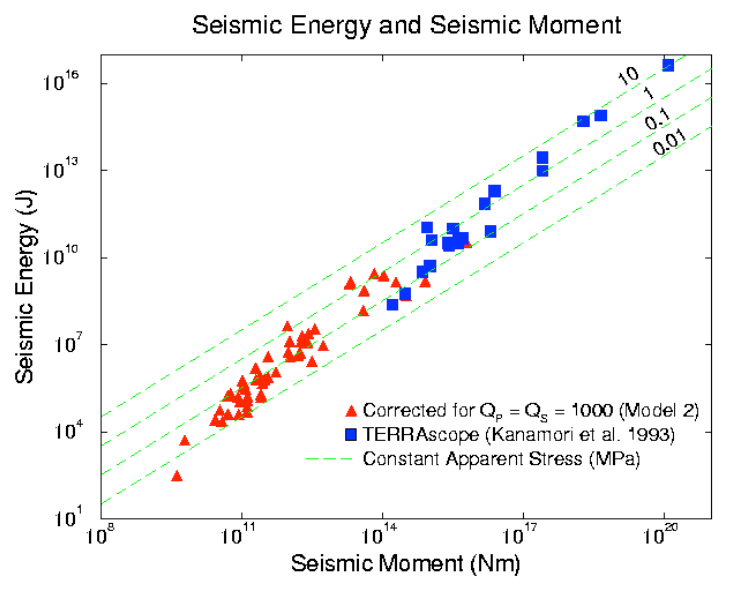 Seismic Energy and Seismic Moment
Seismic Energy (J)
10^16
10^13
10^10
10^7
10^4
10^1
10
1
0.1
0.01
Corrected for Q_P = Q_S = 1000 (Model 2)
TERRAscope (Kanamori et al. 1993)
Constant Apparent Stress (MPa)
10^8
10^11
10^14
10^17
10^20
Seismic Moment (Nm)